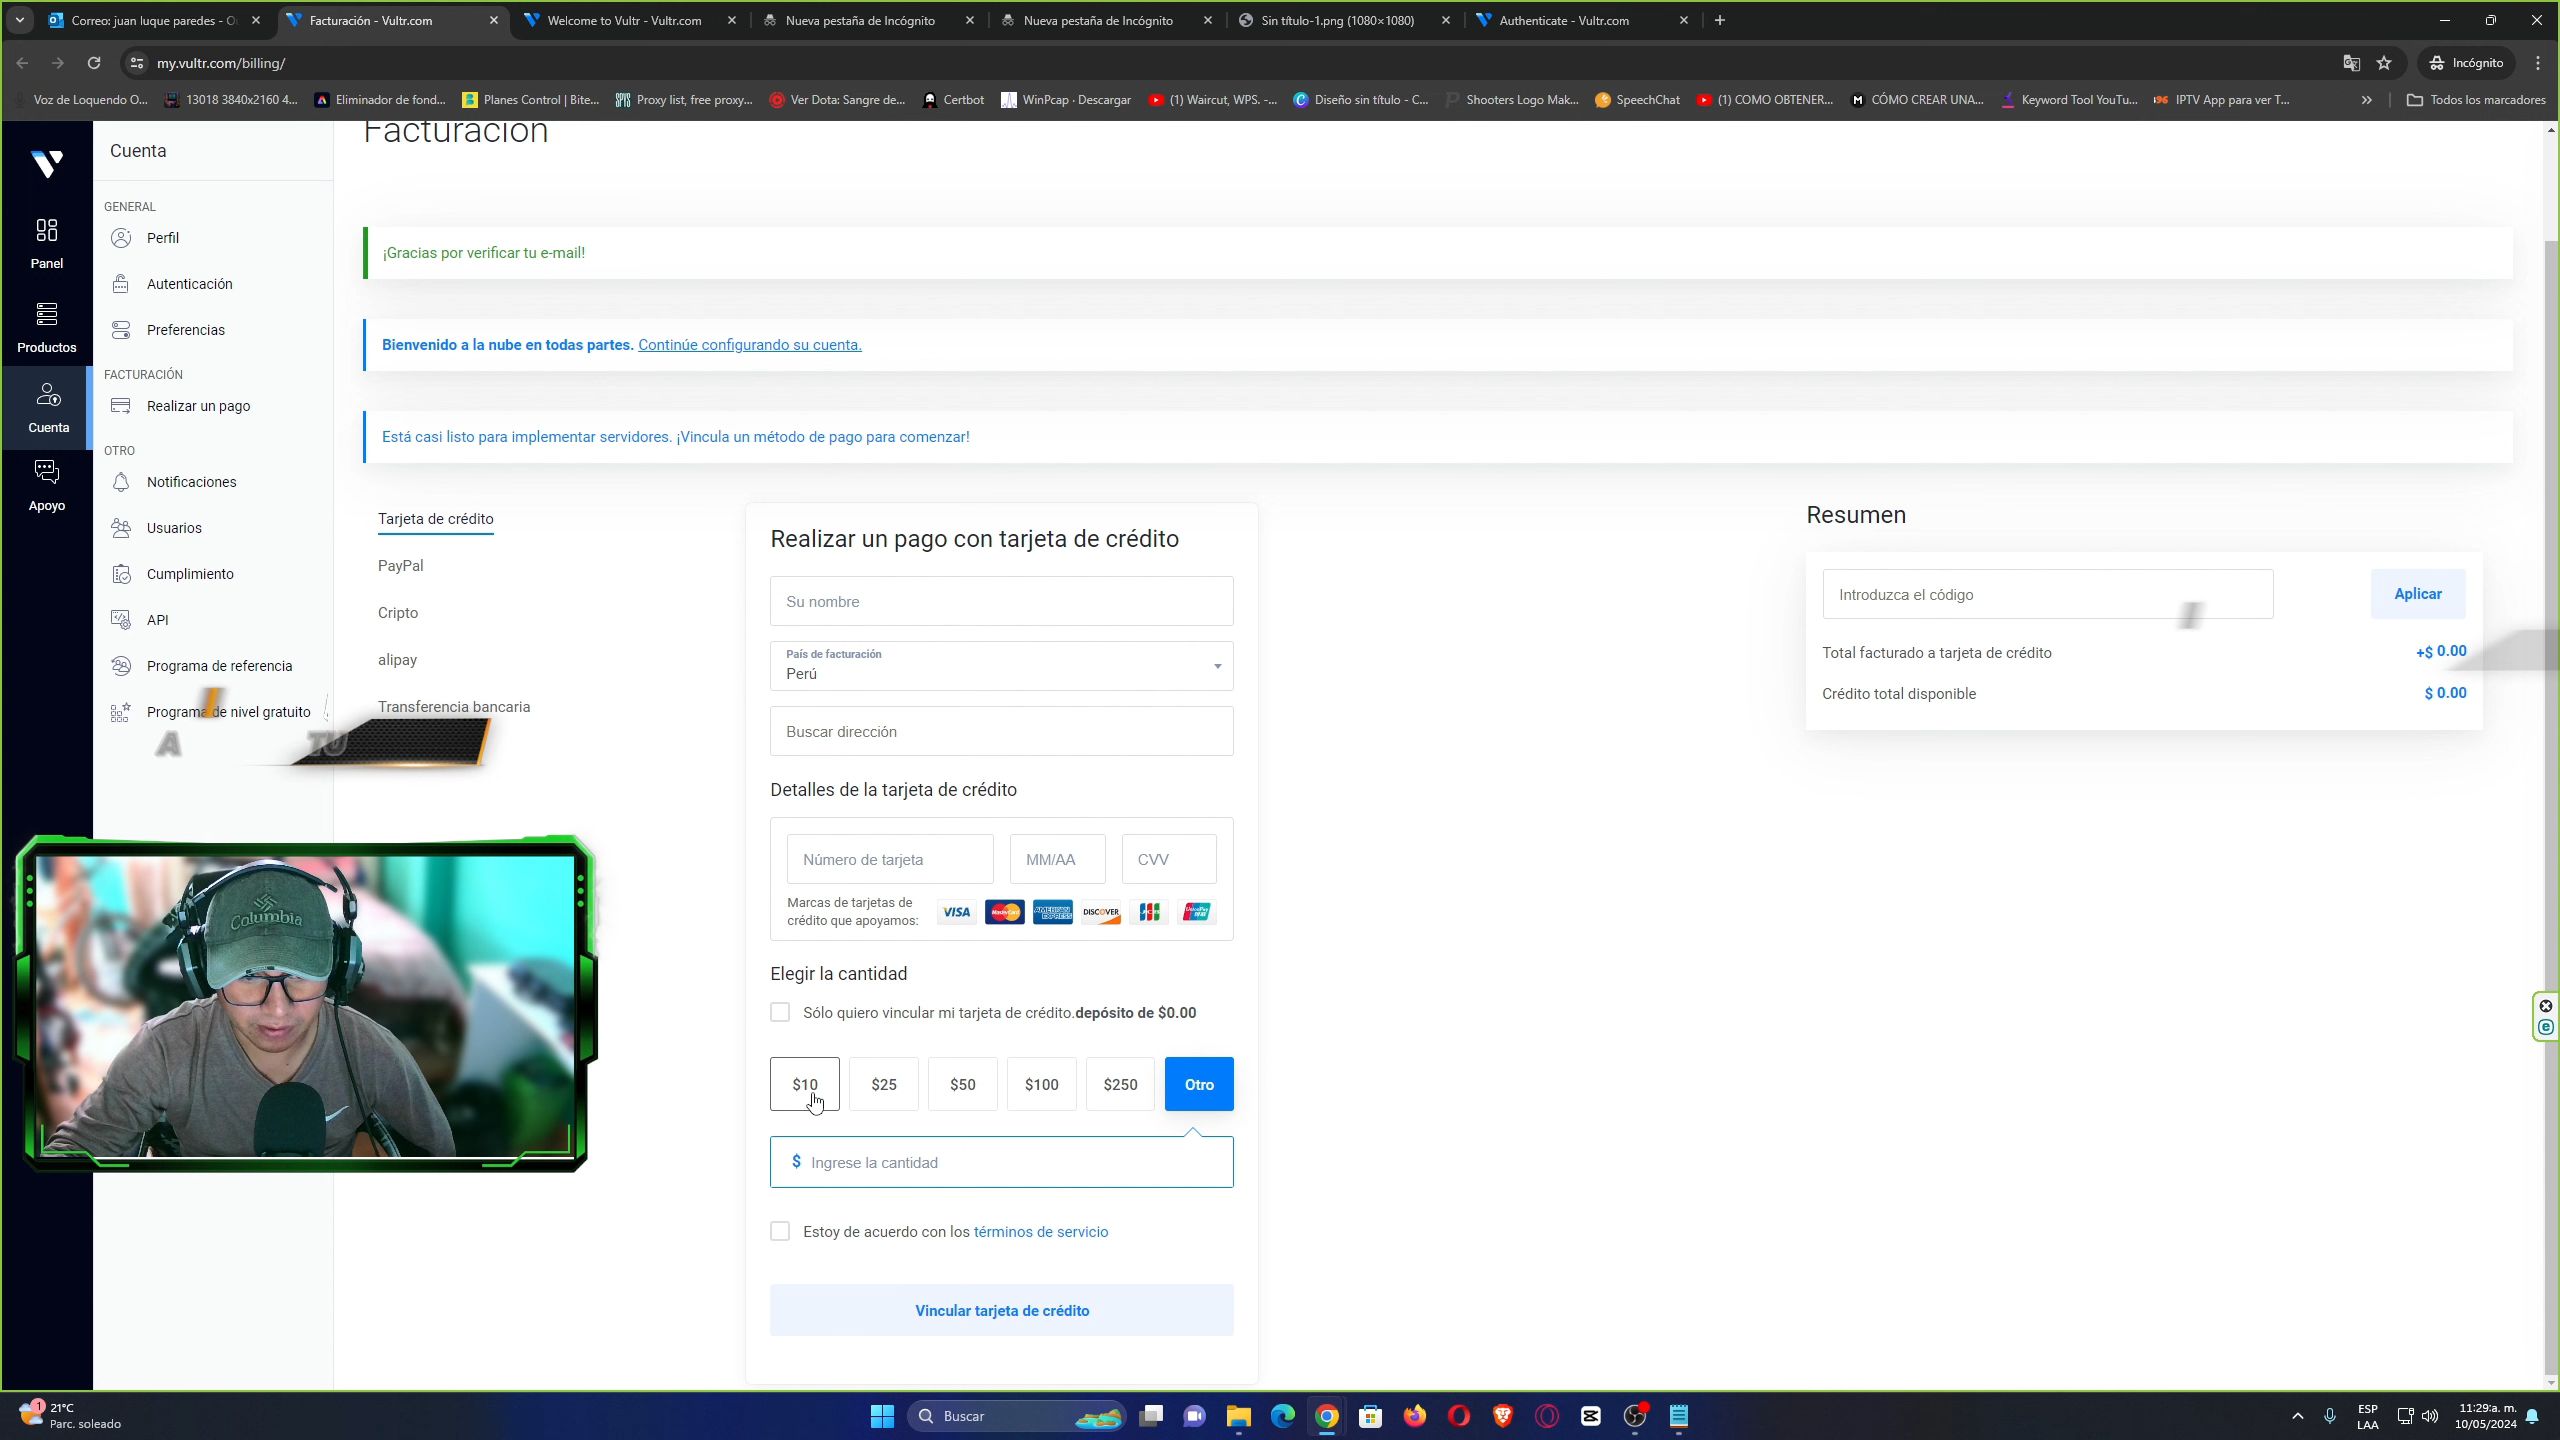 Correo: juan luque paredes - O
Facturación - Vultr.com
Welcome to Vultr - Vultr.com
Nueva pestaña de Incógnito
Nueva pestaña de Incógnito
Sin título-1.png (1080×1080)
Authenticate - Vultr.com
my.vultr.com/billing/
Incógnito
Voz de Loquendo O...
13018 3840x2160 4...
Eliminador de fond...
Planes Control | Bite...
Proxy list, free proxy...
Ver Dota: Sangre de...
Certbot
WinPcap · Descargar
(1) Waircut, WPS. -...
Diseño sin título - C...
Shooters Logo Mak...
SpeechChat
(1) COMO OBTENER...
CÓMO CREAR UNA...
Keyword Tool YouTu...
IPTV App para ver T...
Todos los marcadores
Panel
Productos
Cuenta
Apoyo
Cuenta
GENERAL
Perfil
Autenticación
Preferencias
FACTURACIÓN
Realizar un pago
OTRO
Notificaciones
Usuarios
Cumplimiento
API
Programa de referencia
Programa de nivel gratuito
A
TU
Facturación
¡Gracias por verificar tu e-mail!
Bienvenido a la nube en todas partes. Continúe configurando su cuenta.
Está casi listo para implementar servidores. ¡Vincula un método de pago para comenzar!
Tarjeta de crédito
PayPal
Cripto
alipay
Transferencia bancaria
Realizar un pago con tarjeta de crédito
Su nombre
País de facturación
Perú
Buscar dirección
Detalles de la tarjeta de crédito
Número de tarjeta
MM/AA
CVV
Marcas de tarjetas de
crédito que apoyamos:
VISA
MasterCard
AMERICAN EXPRESS
DISCOVER
JCB
UnionPay
Elegir la cantidad
Sólo quiero vincular mi tarjeta de crédito.depósito de $0.00
$10
$25
$50
$100
$250
Otro
$ Ingrese la cantidad
Estoy de acuerdo con los términos de servicio
Vincular tarjeta de crédito
Resumen
Introduzca el código
Aplicar
Total facturado a tarjeta de crédito
+$ 0.00
Crédito total disponible
$ 0.00
Columbia
1
21°C
Parc. soleado
Buscar
ESP
LAA
11:29:a. m.
10/05/2024